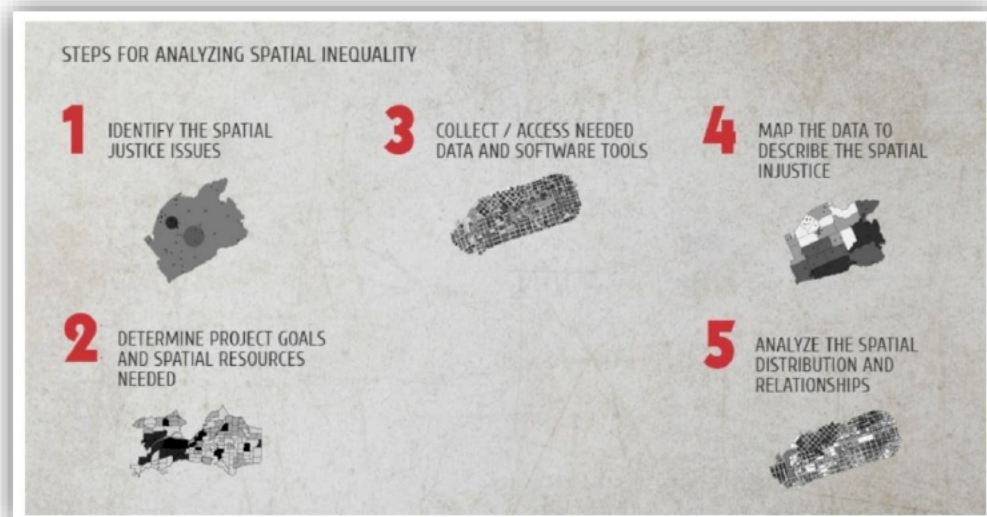 STEPS FOR ANALYZING SPATIAL INEQUALITY
1
IDENTIFY THE SPATIAL
JUSTICE ISSUES
2
DETERMINE PROJECT GOALS
AND SPATIAL RESOURCES
NEEDED
3
COLLECT / ACCESS NEEDED
DATA AND SOFTWARE TOOLS
4
MAP THE DATA TO
DESCRIBE THE SPATIAL
INJUSTICE
5
ANALYZE THE SPATIAL
DISTRIBUTION AND
RELATIONSHIPS